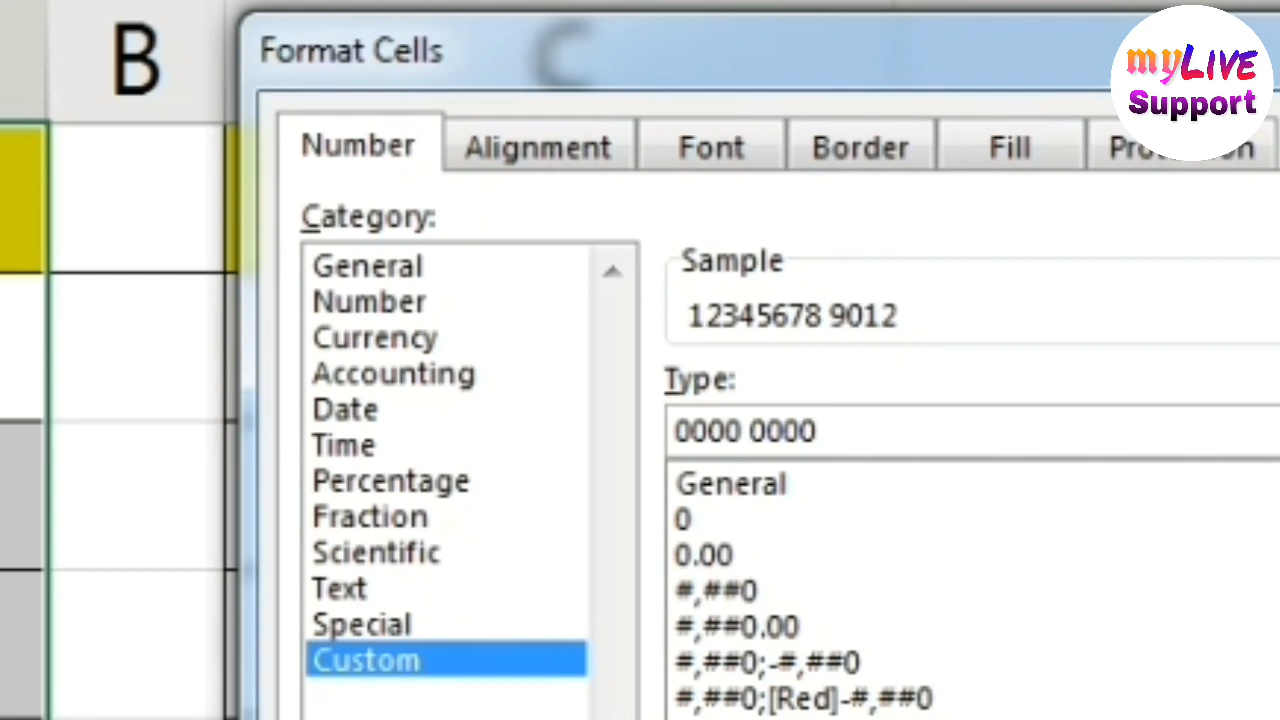 B
C
Format Cells
myLIVE
Support
Number
Alignment
Font
Border
Fill
Category:
General
Number
Currency
Accounting
Date
Time
Percentage
Fraction
Scientific
Text
Special
Custom
Sample
12345678 9012
Type:
0000 0000
General
0
0.00
#,##0
#,##0.00
#,##0;-#,##0
#,##0;[Red]-#,##0